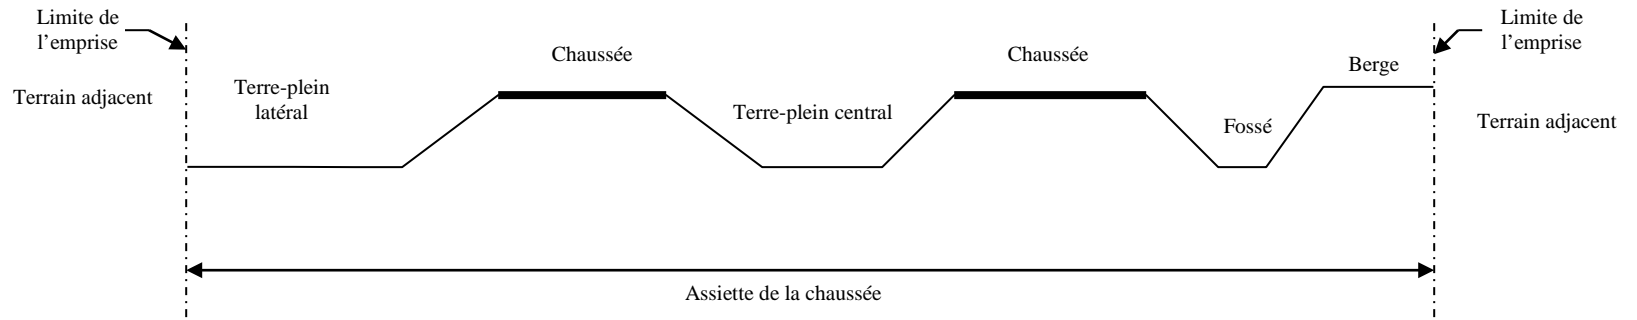 Limite de
l’emprise
Terrain adjacent
Terre-plein
latéral
Chaussée
Terre-plein central
Chaussée
Fossé
Berge
Limite de
l’emprise
Terrain adjacent
Assiette de la chaussée